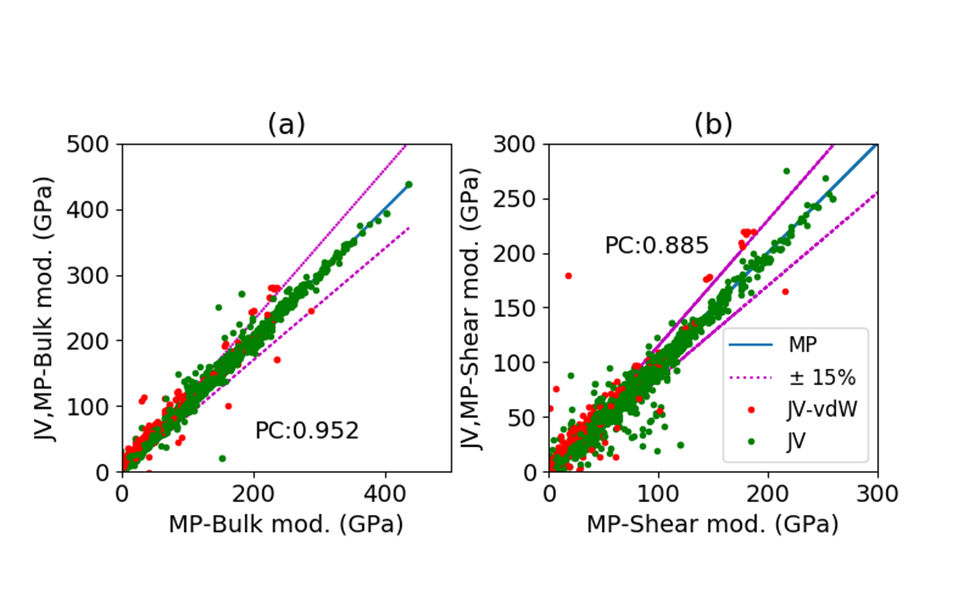 (a)
500
400
300
200
100
0
0
200
400
JV,MP-Bulk mod. (GPa)
MP-Bulk mod. (GPa)
PC:0.952
(b)
300
250
200
150
100
50
0
0
100
200
300
JV,MP-Shear mod. (GPa)
MP-Shear mod. (GPa)
PC:0.885
MP
± 15%
JV-vdW
JV